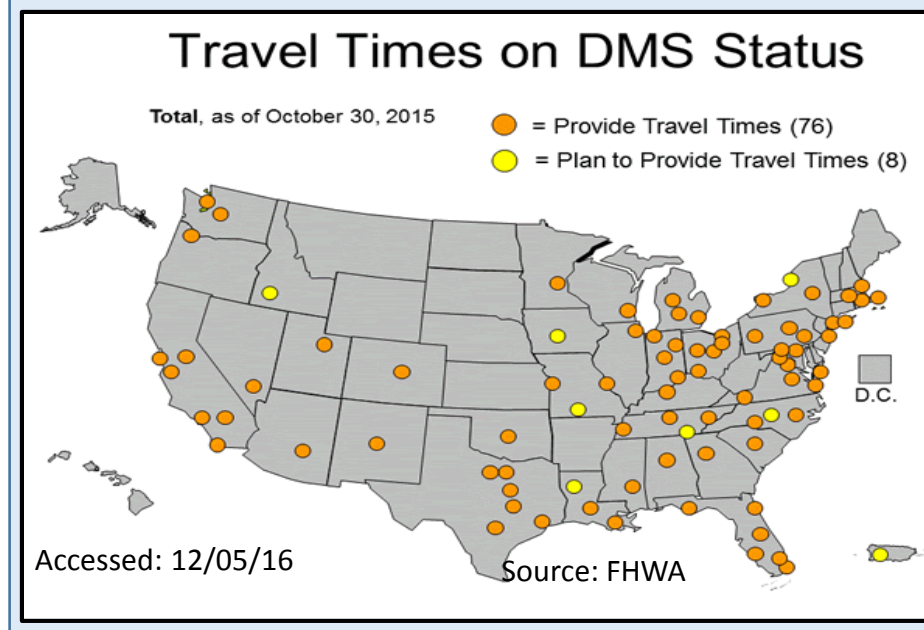 Travel Times on DMS Status
Total, as of October 30, 2015
= Provide Travel Times (76)
= Plan to Provide Travel Times (8)
D.C.
Accessed: 12/05/16
Source: FHWA